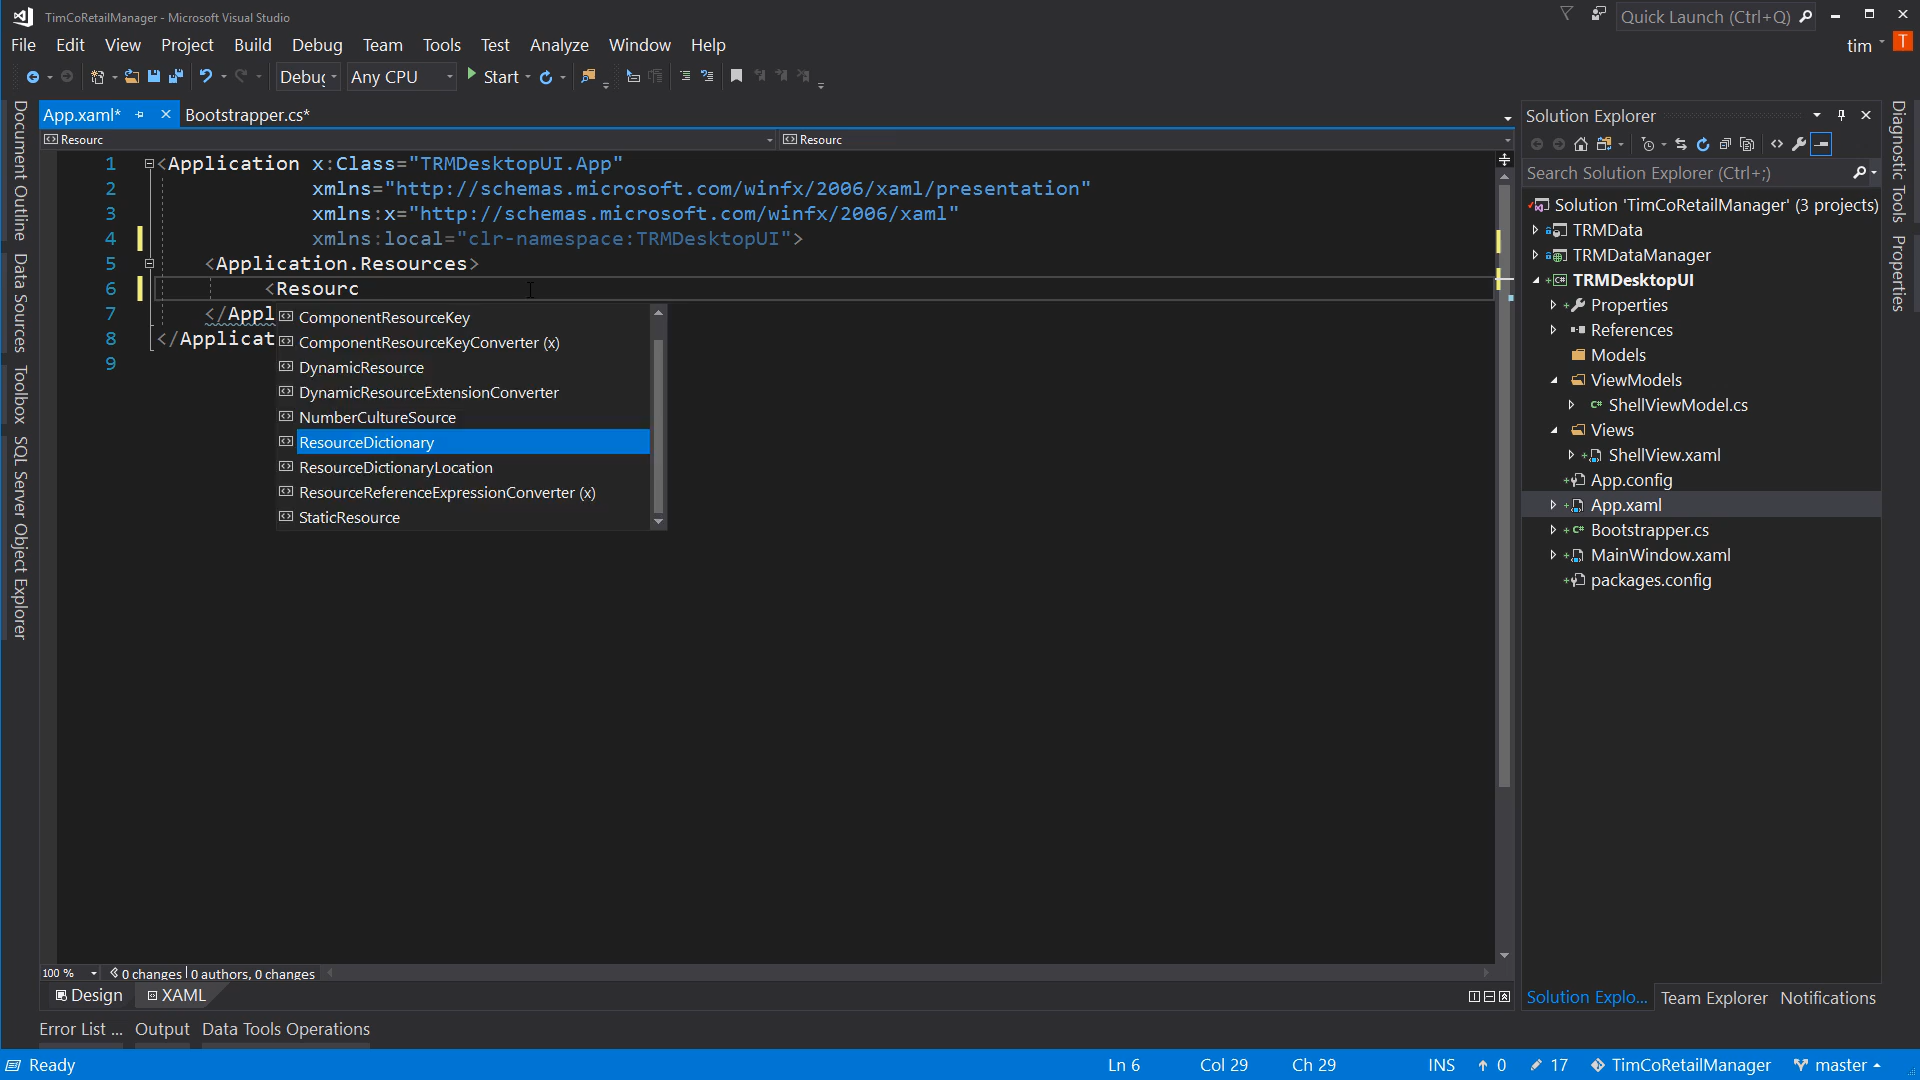 TimCoRetailManager - Microsoft Visual Studio
Quick Launch (Ctrl+Q)
File Edit View Project Build Debug Team Tools Test Analyze Window Help
tim T
Debug Any CPU Start
App.xaml* Bootstrapper.cs*
Resourc Resourc
1 <Application x:Class="TRMDesktopUI.App"
2 xmlns="http://schemas.microsoft.com/winfx/2006/xaml/presentation"
3 xmlns:x="http://schemas.microsoft.com/winfx/2006/xaml"
4 xmlns:local="clr-namespace:TRMDesktopUI">
5 <Application.Resources>
6 <Resourc
7 </Appl
8 </Applicat
9
ComponentResourceKey
ComponentResourceKeyConverter (x)
DynamicResource
DynamicResourceExtensionConverter
NumberCultureSource
ResourceDictionary
ResourceDictionaryLocation
ResourceReferenceExpressionConverter (x)
StaticResource
Document Outline
Data Sources
Toolbox
SQL Server Object Explorer
Solution Explorer
Search Solution Explorer (Ctrl+;)
Solution 'TimCoRetailManager' (3 projects)
TRMData
TRMDataManager
TRMDesktopUI
Properties
References
Models
ViewModels
ShellViewModel.cs
Views
ShellView.xaml
App.config
App.xaml
Bootstrapper.cs
MainWindow.xaml
packages.config
Diagnostic Tools
Properties
100 % 0 changes | 0 authors, 0 changes
Design XAML
Solution Explo... Team Explorer Notifications
Error List ... Output Data Tools Operations
Ready Ln 6 Col 29 Ch 29 INS 0 17 TimCoRetailManager master